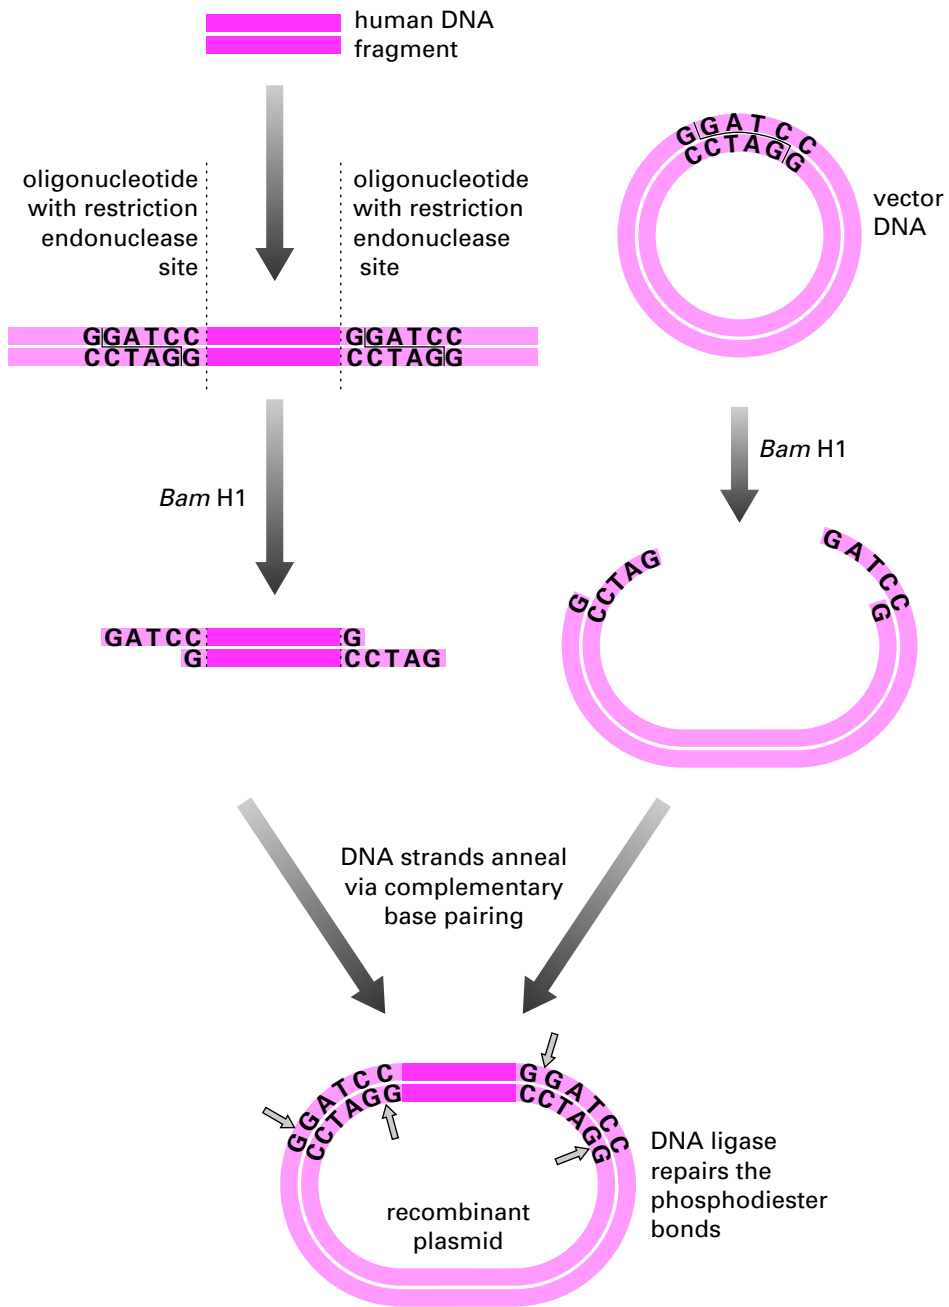 human DNA
fragment
oligonucleotide
with restriction
endonuclease
site
oligonucleotide
with restriction
endonuclease
site
GGATCC
CCTAGG
vector
DNA
GGATCC GGATCC
CCTAGG CCTAGG
Bam H1
Bam H1
GATCC G
G CCTAG
G
CCTAG
GATCC
G
DNA strands anneal
via complementary
base pairing
GGATCC
CCTAGG
GGATCC
CCTAGG
DNA ligase
repairs the
phosphodiester
bonds
recombinant
plasmid